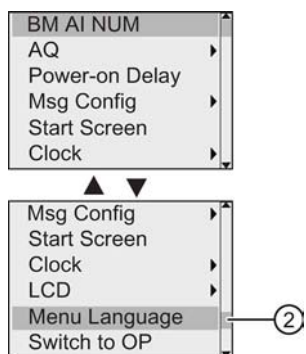 BM AI NUM
AQ
Power-on Delay
Msg Config
Start Screen
Clock
Msg Config
Start Screen
Clock
LCD
Menu Language
2
Switch to OP